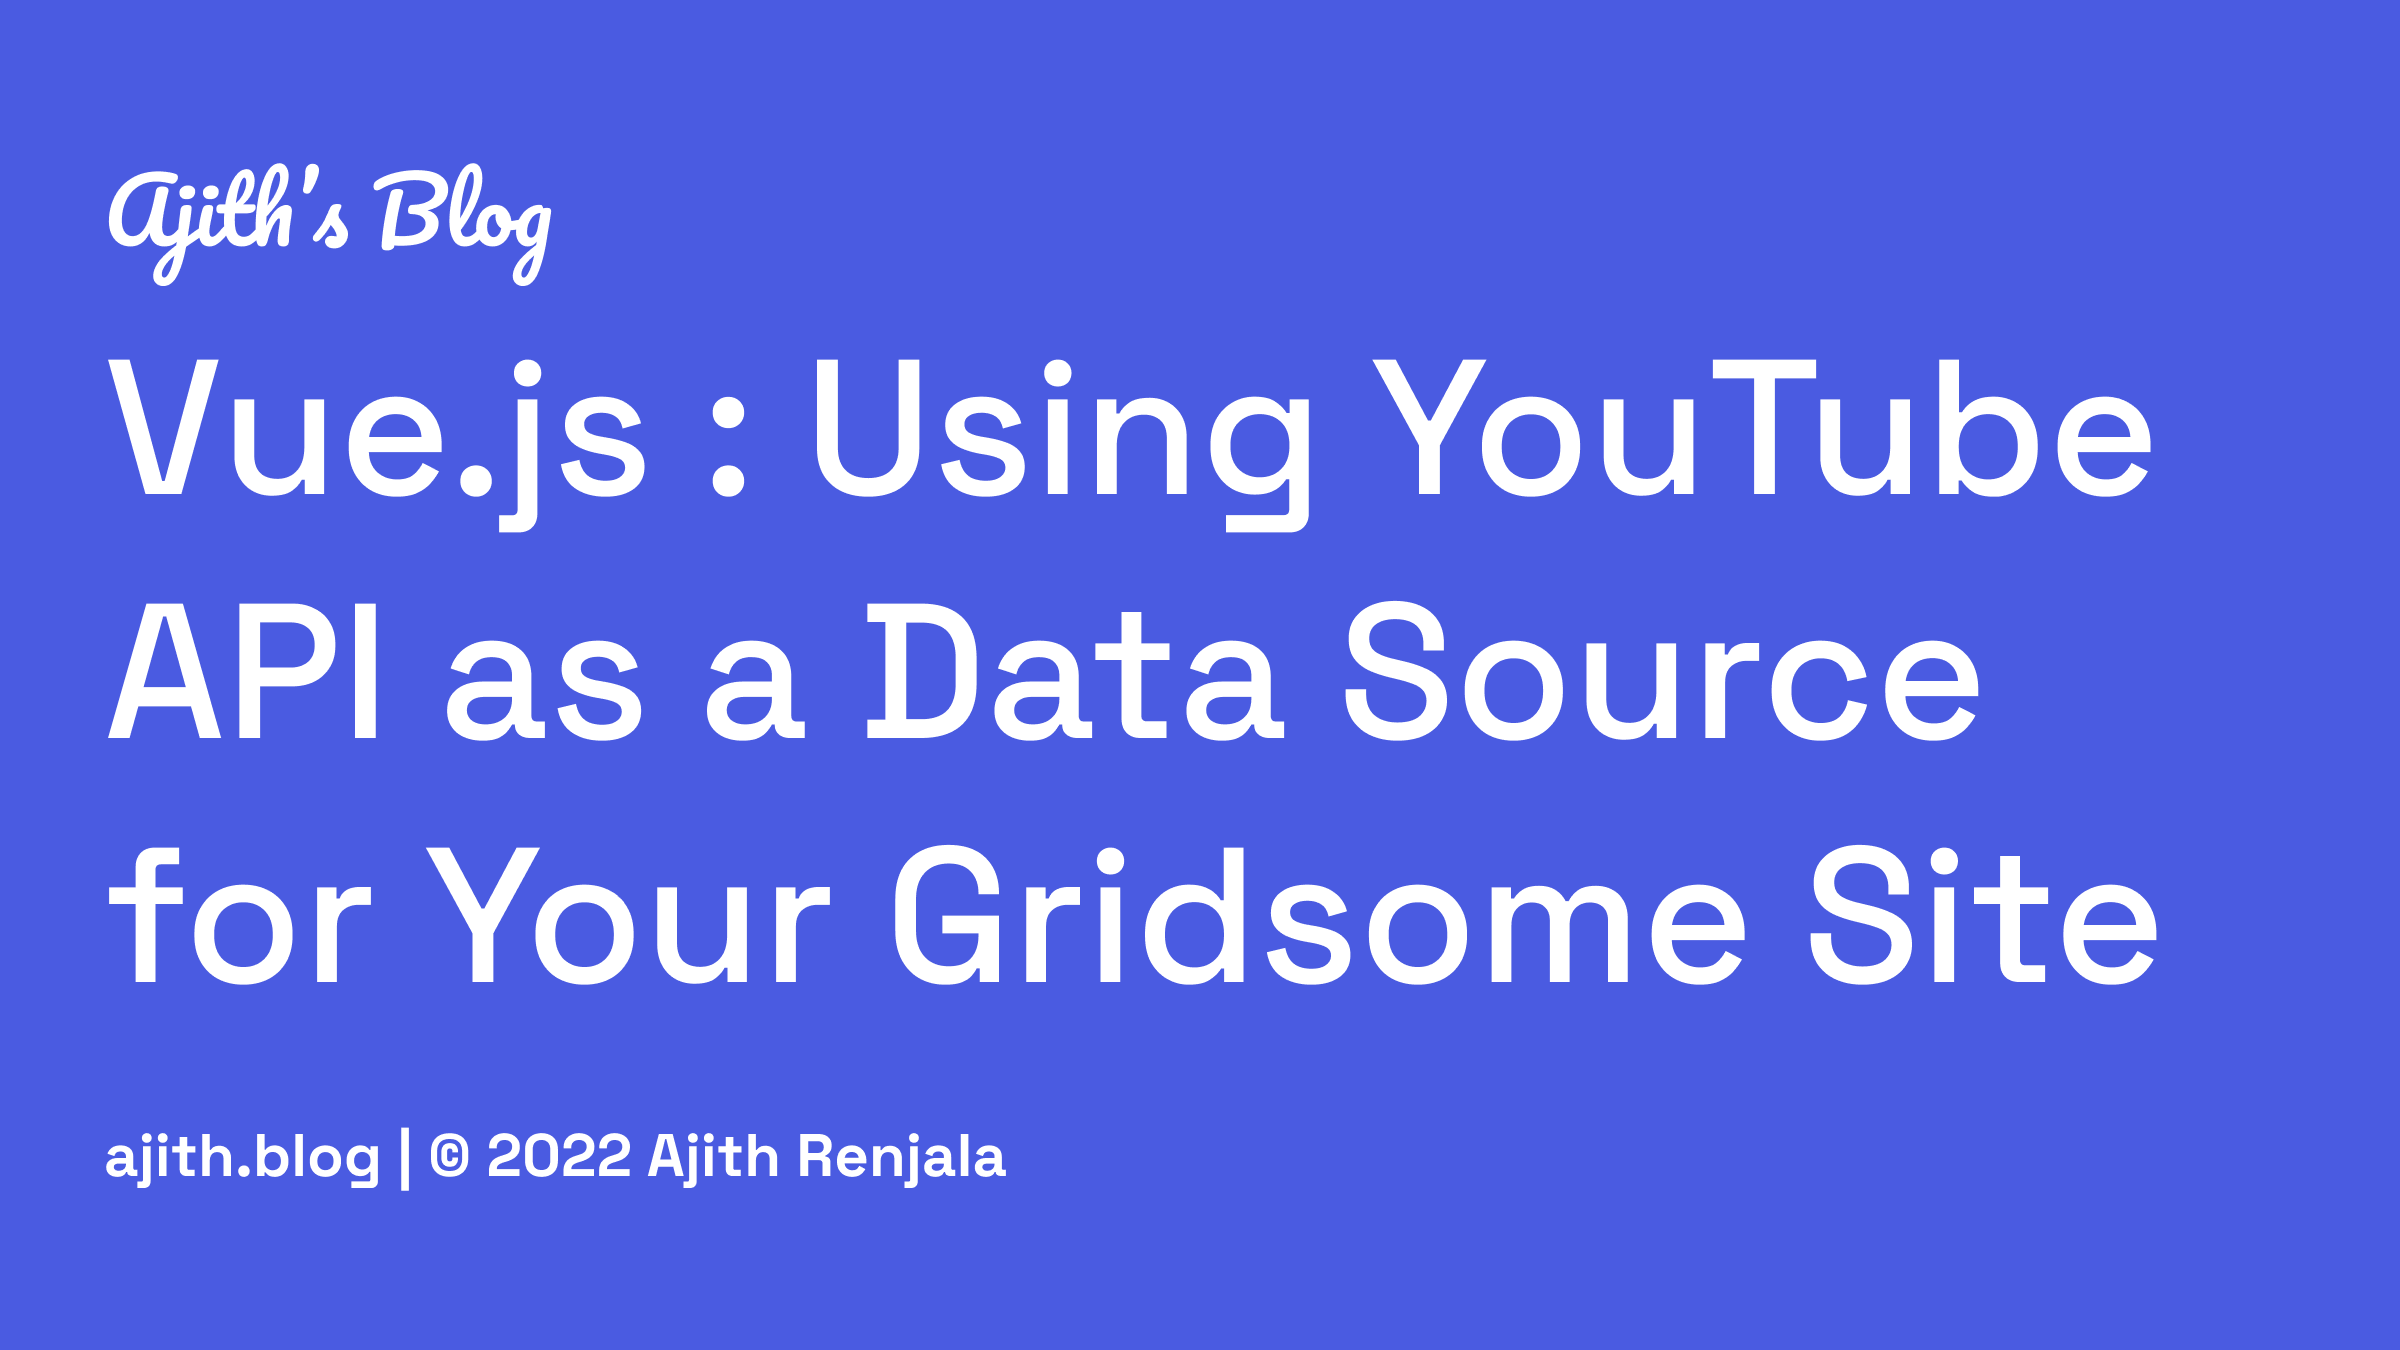 Ajith's Blog
Vue.js : Using YouTube
API as a Data Source
for Your Gridsome Site
ajith.blog | © 2022 Ajith Renjala